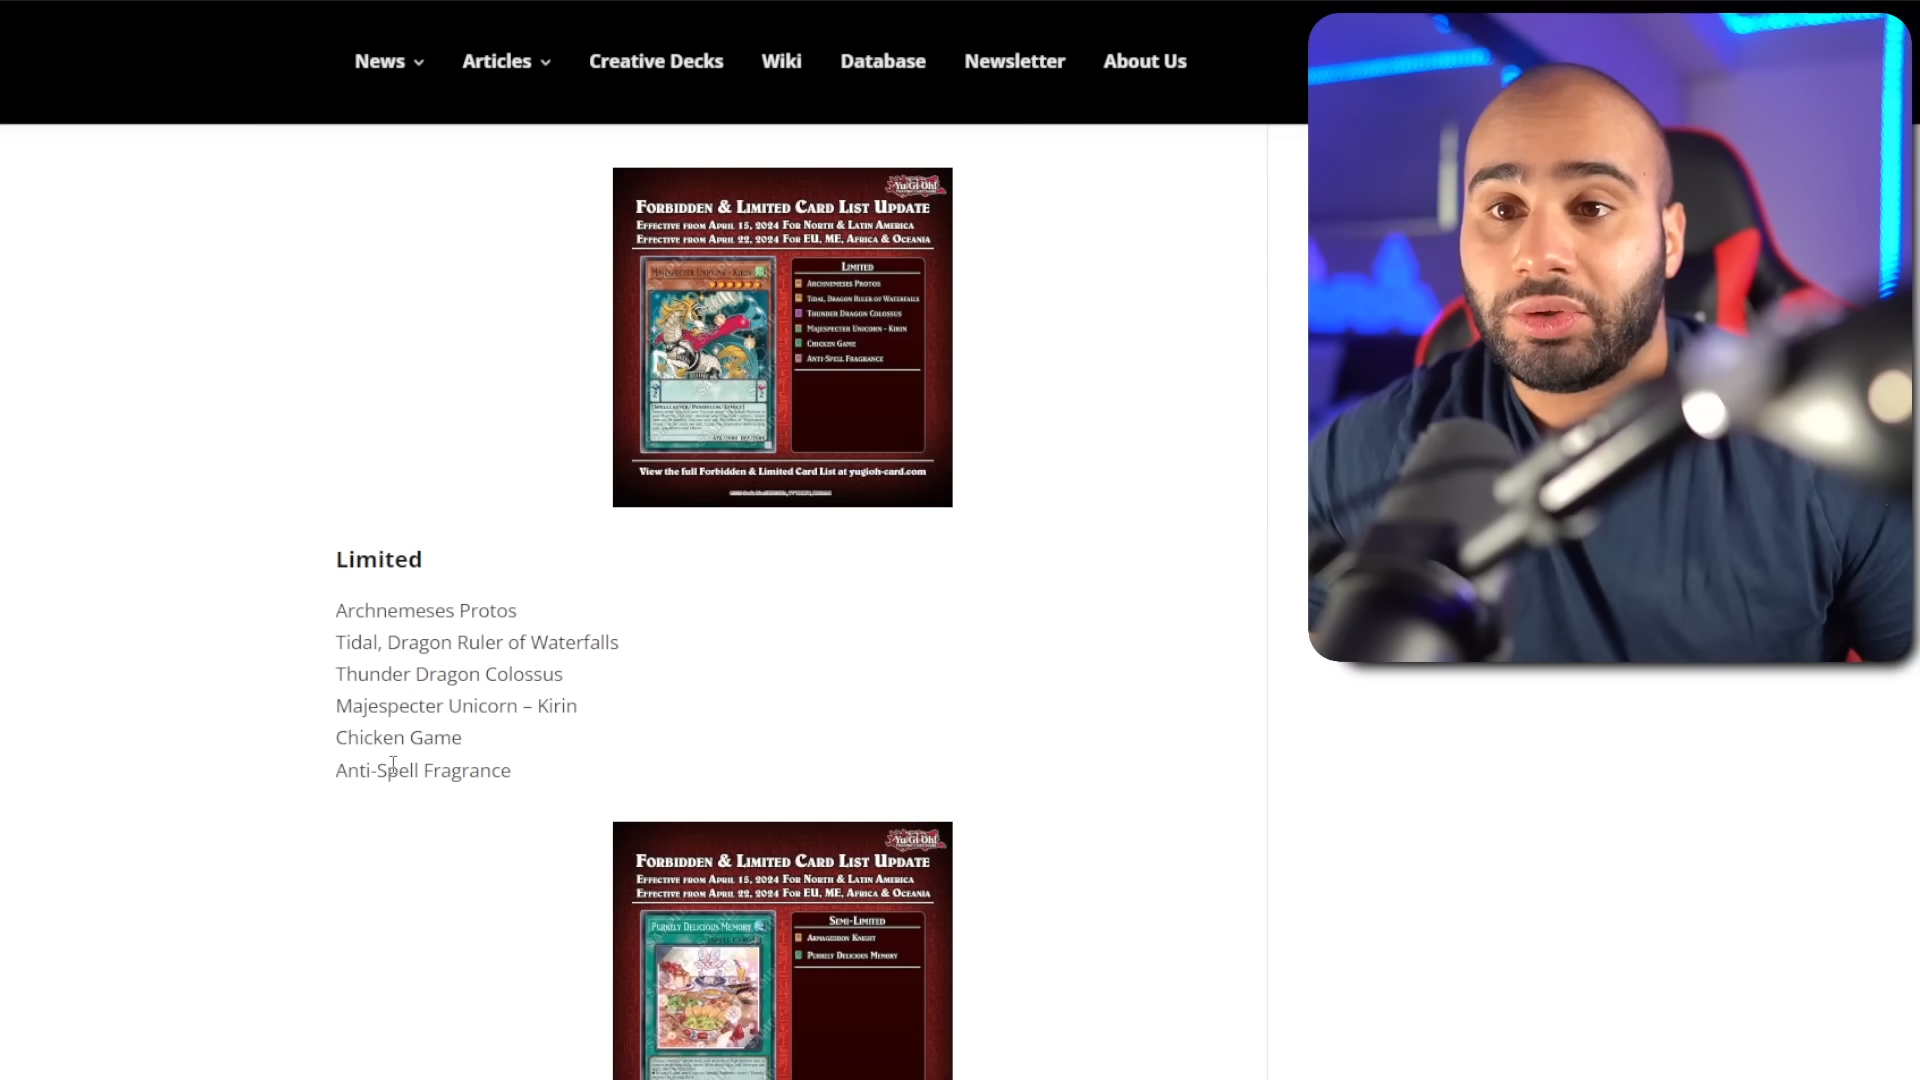 News
Articles
Creative Decks
Wiki
Database
Newsletter
About Us
Yu-Gi-Oh!
FORBIDDEN & LIMITED CARD LIST UPDATE
EFFECTIVE FROM APRIL 15, 2024 FOR NORTH & LATIN AMERICA
EFFECTIVE FROM APRIL 22, 2024 FOR EU, ME, AFRICA & OCEANIA
MAJESPECTER UNICORN - KIRIN
LIMITED
ARCHNEMESES PROTOS
TIDAL, DRAGON RULER OF WATERFALLS
THUNDER DRAGON COLOSSUS
MAJESPECTER UNICORN - KIRIN
CHICKEN GAME
ANTI-SPELL FRAGRANCE
View the full Forbidden & Limited Card List at yugioh-card.com
Limited
Archnemeses Protos
Tidal, Dragon Ruler of Waterfalls
Thunder Dragon Colossus
Majespecter Unicorn – Kirin
Chicken Game
Anti-Spell Fragrance
Yu-Gi-Oh!
FORBIDDEN & LIMITED CARD LIST UPDATE
EFFECTIVE FROM APRIL 15, 2024 FOR NORTH & LATIN AMERICA
EFFECTIVE FROM APRIL 22, 2024 FOR EU, ME, AFRICA & OCEANIA
PURRELY DELICIOUS MEMORY
SEMI-LIMITED
ARMAGEDDON KNIGHT
PURRELY DELICIOUS MEMORY